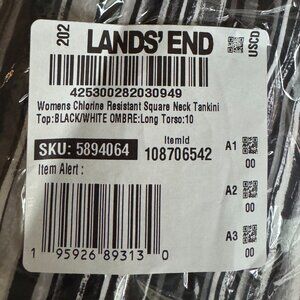 202
LANDS' END
USCD
425300282030949
Womens Chlorine Resistant Square Neck Tankini
Top:BLACK/WHITE OMBRE:Long Torso:10
SKU: 5894064
ItemId
108706542
Item Alert :
A1
00
A2
00
A3
00
1 95926 89313 0